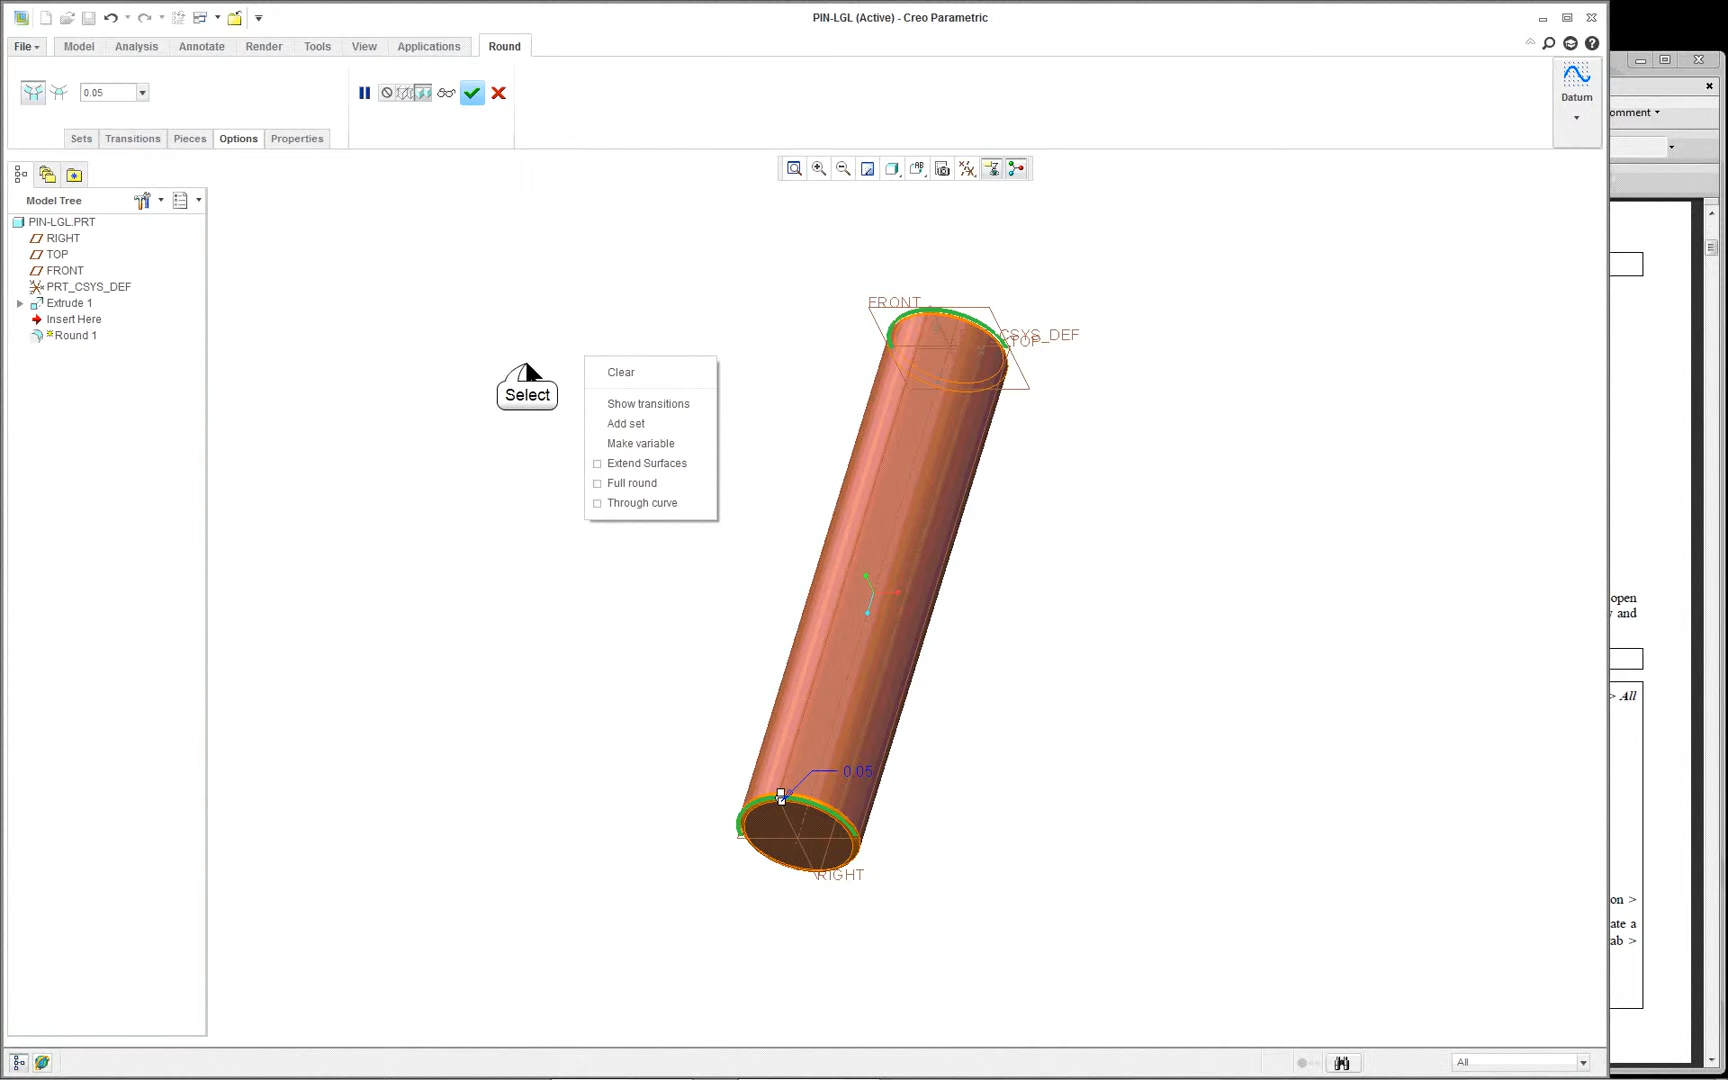 PIN-LGL (Active) - Creo Parametric
File
Model
Analysis
Annotate
Render
Tools
View
Applications
Round
0.05
Datum
Sets
Transitions
Pieces
Options
Properties
omment
Model Tree
PIN-LGL.PRT
RIGHT
TOP
FRONT
PRT_CSYS_DEF
Extrude 1
Insert Here
Round 1
Select
Clear
Show transitions
Add set
Make variable
Extend Surfaces
Full round
Through curve
FRONT
CSYS_DEF
TOP
0.05
RIGHT
open
y and
> All
on >
ate a
ab >
All